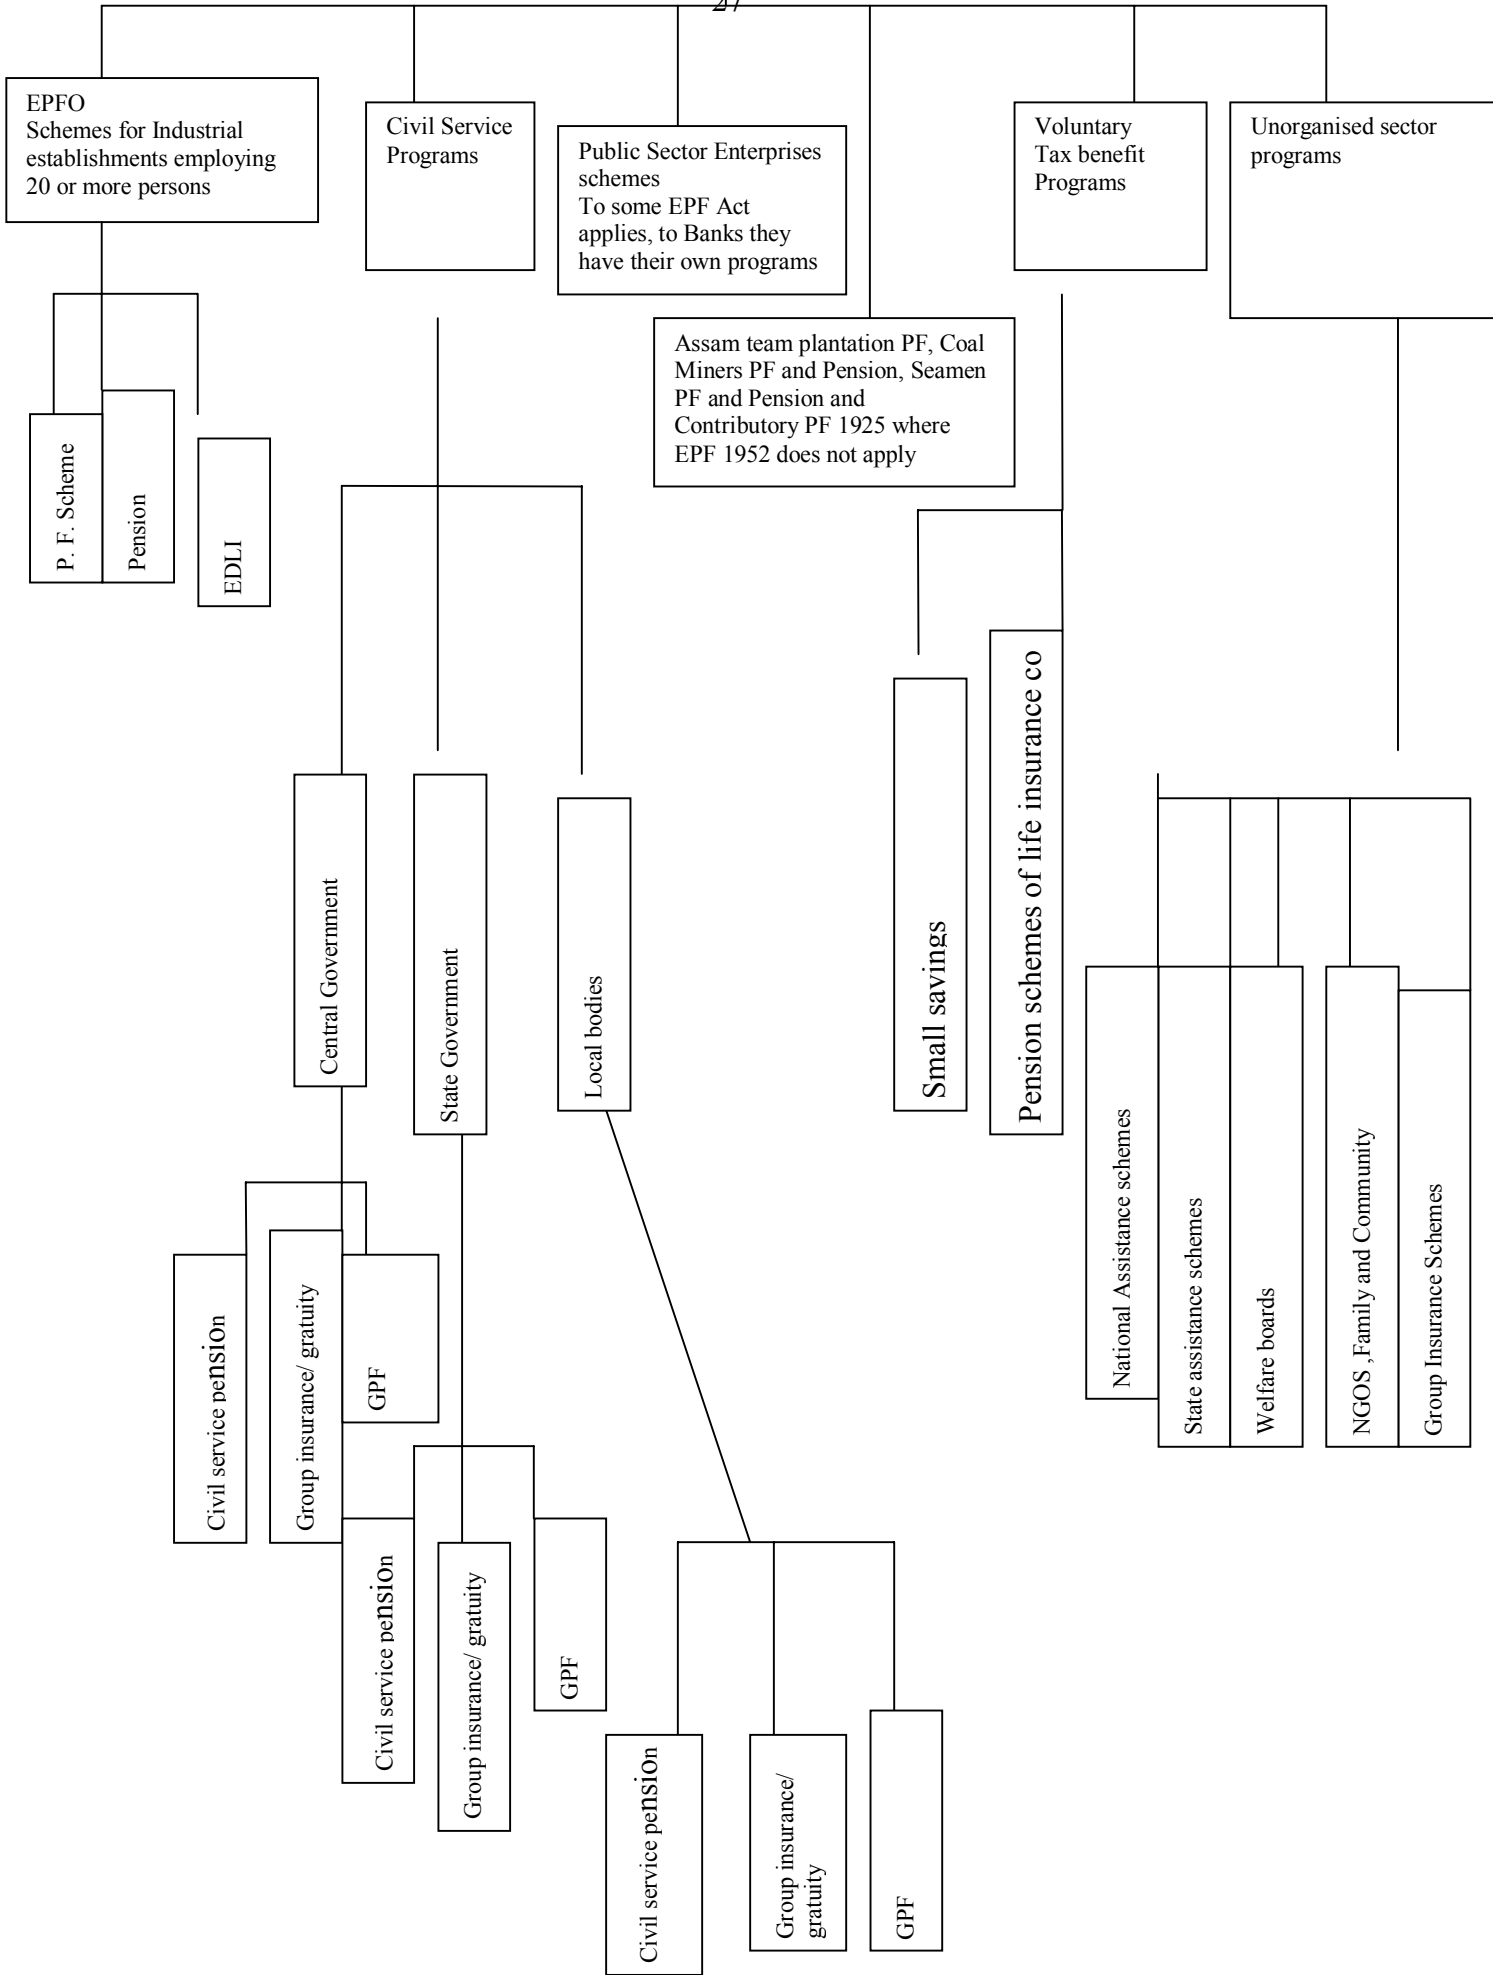 27
EPFO
Schemes for Industrial
establishments employing
20 or more persons
Civil Service
Programs
Public Sector Enterprises
schemes
To some EPF Act
applies, to Banks they
have their own programs
Voluntary
Tax benefit
Programs
Unorganised sector
programs
Assam team plantation PF, Coal
Miners PF and Pension, Seamen
PF and Pension and
Contributory PF 1925 where
EPF 1952 does not apply
P. F. Scheme
Pension
EDLI
Central Government
State Government
Local bodies
Small savings
Pension schemes of life insurance co
National Assistance schemes
State assistance schemes
Welfare boards
NGOS ,Family and Community
Group Insurance Schemes
Civil service pension
Group insurance/ gratuity
GPF
Civil service pension
Group insurance/ gratuity
GPF
Civil service pension
Group insurance/
gratuity
GPF